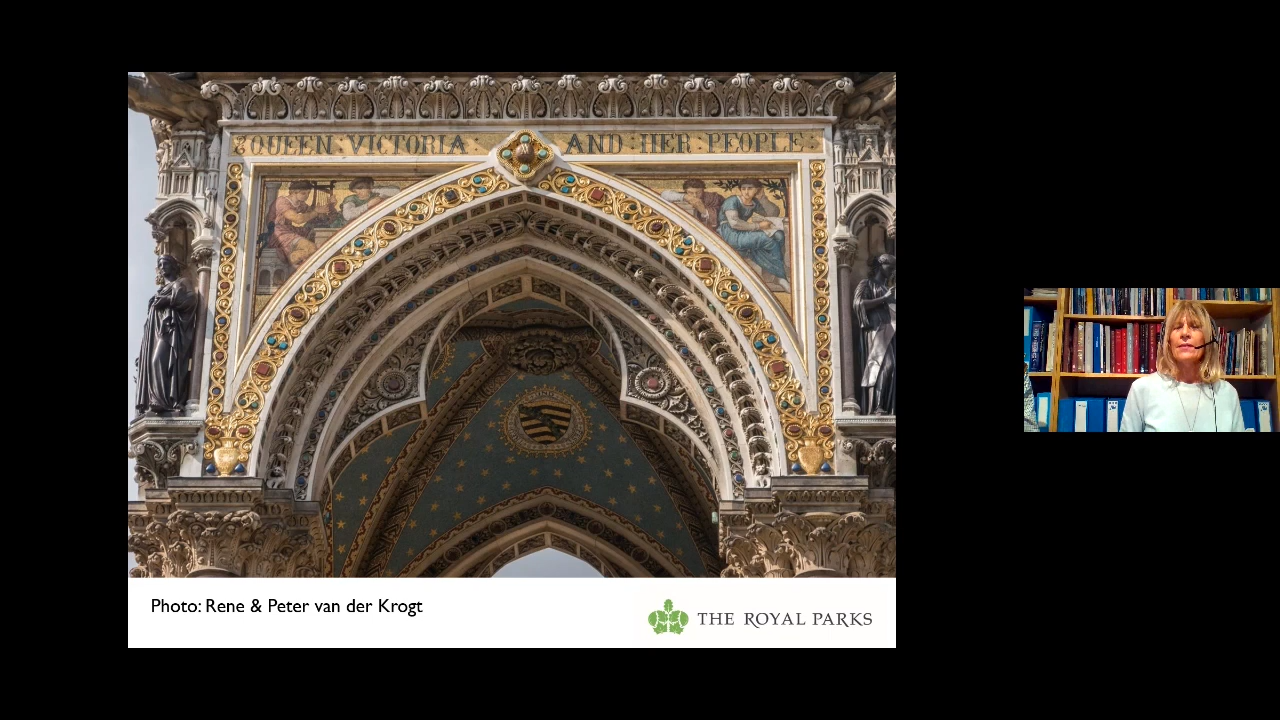 QUEEN VICTORIA AND HER PEOPLE
Photo: Rene & Peter van der Krogt
THE ROYAL PARKS